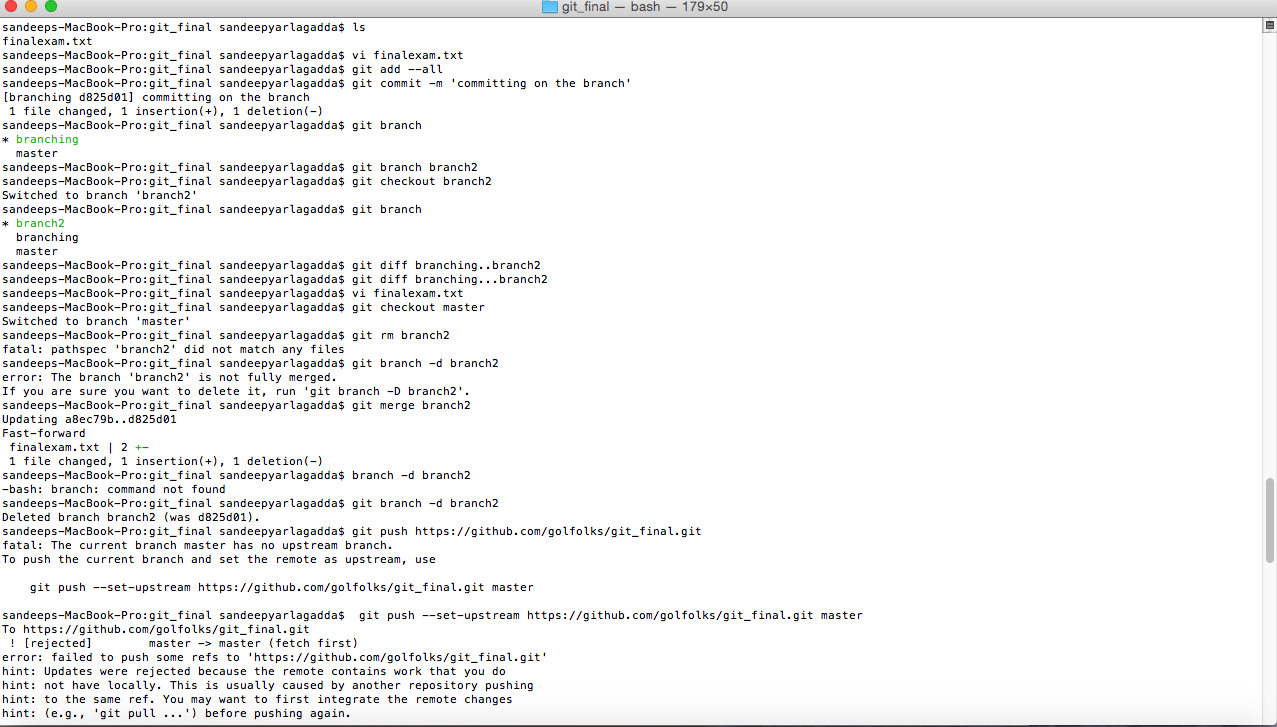 git_final — bash — 179×50
sandeeps-MacBook-Pro:git_final sandeepyarlagadda$ ls
finalexam.txt
sandeeps-MacBook-Pro:git_final sandeepyarlagadda$ vi finalexam.txt
sandeeps-MacBook-Pro:git_final sandeepyarlagadda$ git add --all
sandeeps-MacBook-Pro:git_final sandeepyarlagadda$ git commit -m 'committing on the branch'
[branching d825d01] committing on the branch
 1 file changed, 1 insertion(+), 1 deletion(-)
sandeeps-MacBook-Pro:git_final sandeepyarlagadda$ git branch
* branching
  master
sandeeps-MacBook-Pro:git_final sandeepyarlagadda$ git branch branch2
sandeeps-MacBook-Pro:git_final sandeepyarlagadda$ git checkout branch2
Switched to branch 'branch2'
sandeeps-MacBook-Pro:git_final sandeepyarlagadda$ git branch
* branch2
  branching
  master
sandeeps-MacBook-Pro:git_final sandeepyarlagadda$ git diff branching..branch2
sandeeps-MacBook-Pro:git_final sandeepyarlagadda$ git diff branching...branch2
sandeeps-MacBook-Pro:git_final sandeepyarlagadda$ vi finalexam.txt
sandeeps-MacBook-Pro:git_final sandeepyarlagadda$ git checkout master
Switched to branch 'master'
sandeeps-MacBook-Pro:git_final sandeepyarlagadda$ git rm branch2
fatal: pathspec 'branch2' did not match any files
sandeeps-MacBook-Pro:git_final sandeepyarlagadda$ git branch -d branch2
error: The branch 'branch2' is not fully merged.
If you are sure you want to delete it, run 'git branch -D branch2'.
sandeeps-MacBook-Pro:git_final sandeepyarlagadda$ git merge branch2
Updating a8ec79b..d825d01
Fast-forward
 finalexam.txt | 2 +-
 1 file changed, 1 insertion(+), 1 deletion(-)
sandeeps-MacBook-Pro:git_final sandeepyarlagadda$ branch -d branch2
-bash: branch: command not found
sandeeps-MacBook-Pro:git_final sandeepyarlagadda$ git branch -d branch2
Deleted branch branch2 (was d825d01).
sandeeps-MacBook-Pro:git_final sandeepyarlagadda$ git push https://github.com/golfolks/git_final.git
fatal: The current branch master has no upstream branch.
To push the current branch and set the remote as upstream, use

    git push --set-upstream https://github.com/golfolks/git_final.git master

sandeeps-MacBook-Pro:git_final sandeepyarlagadda$  git push --set-upstream https://github.com/golfolks/git_final.git master
To https://github.com/golfolks/git_final.git
 ! [rejected]        master -> master (fetch first)
error: failed to push some refs to 'https://github.com/golfolks/git_final.git'
hint: Updates were rejected because the remote contains work that you do
hint: not have locally. This is usually caused by another repository pushing
hint: to the same ref. You may want to first integrate the remote changes
hint: (e.g., 'git pull ...') before pushing again.